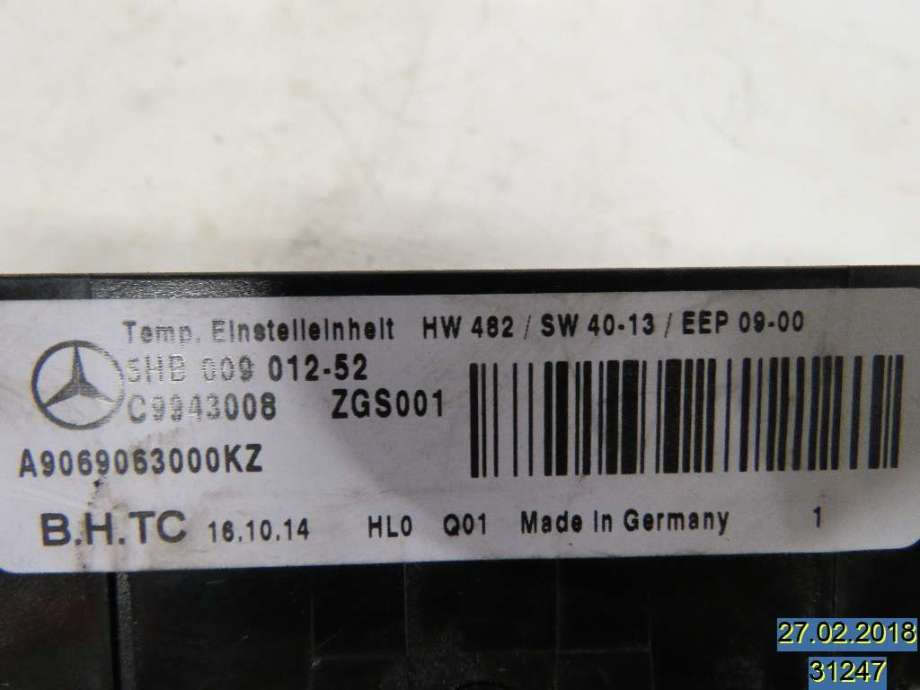 Temp. Einstelleinheit HW 482 / SW 40-13 / EEP 09-00
5HB 009 012-52
C9943008 ZGS001
A9069063000KZ
B.H.TC 16.10.14 HL0 Q01 Made in Germany 1
27.02.2018
31247